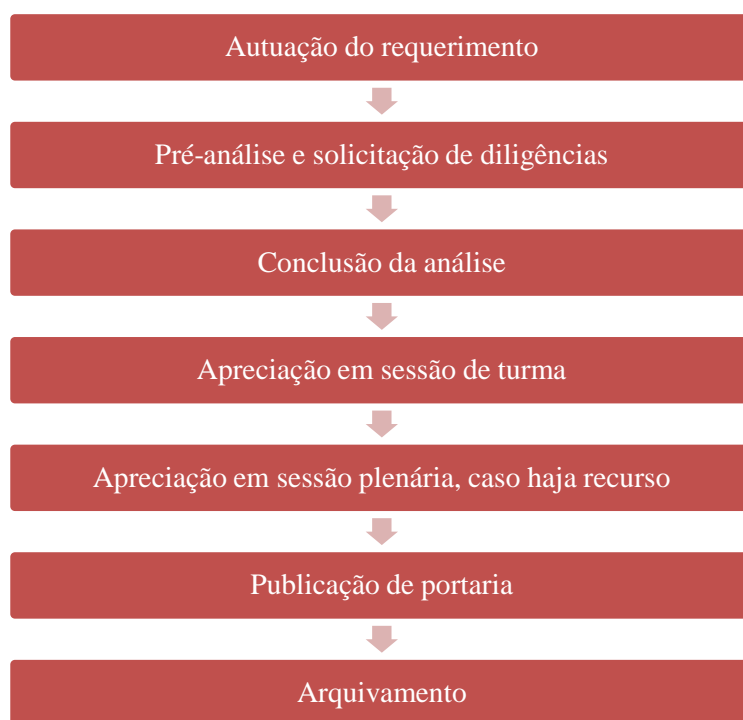 Autuação do requerimento
Pré-análise e solicitação de diligências
Conclusão da análise
Apreciação em sessão de turma
Apreciação em sessão plenária, caso haja recurso
Publicação de portaria
Arquivamento